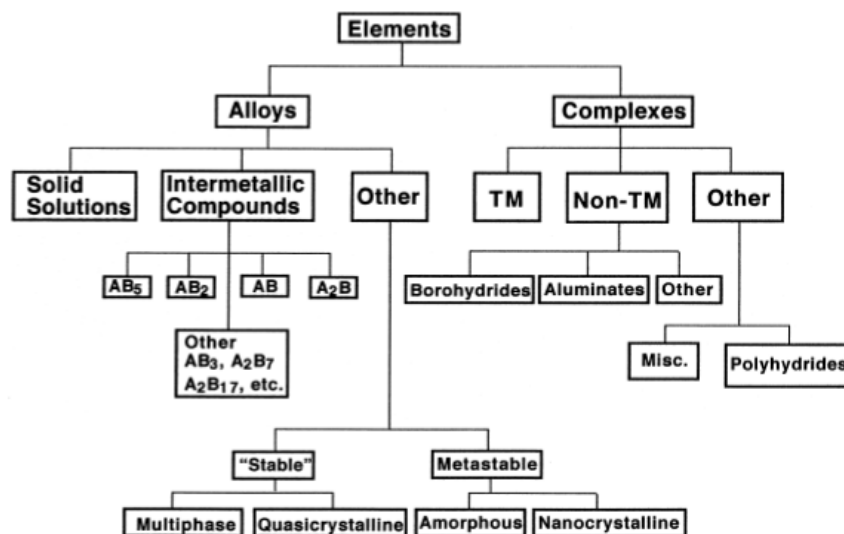 Elements
Alloys
Complexes
Solid
Solutions
Intermetallic
Compounds
Other
TM
Non-TM
Other
AB₅
AB₂
AB
A₂B
Borohydrides
Aluminates
Other
Other
AB₃, A₂B₇
A₂B₁₇, etc.
Misc.
Polyhydrides
"Stable"
Metastable
Multiphase
Quasicrystalline
Amorphous
Nanocrystalline